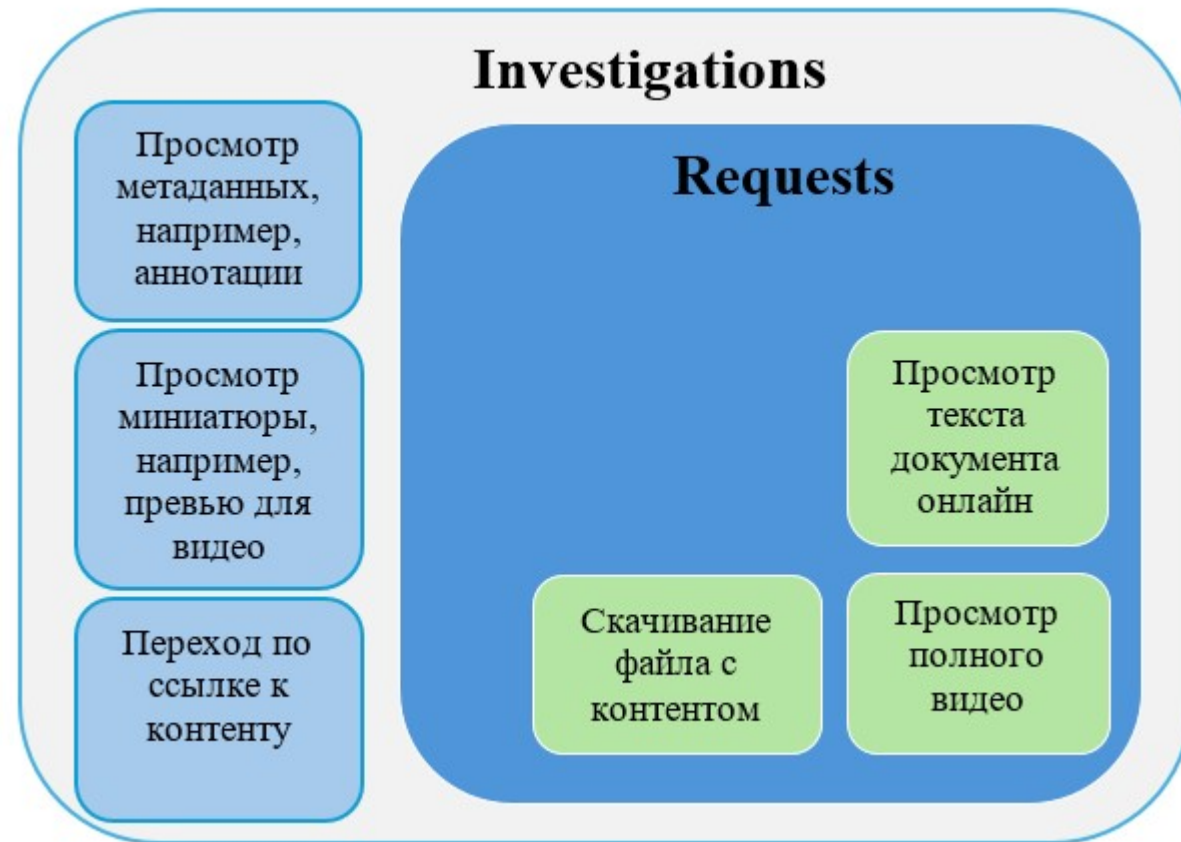 Investigations
Просмотр
метаданных,
например,
аннотации
Просмотр
миниатюры,
например,
превью для
видео
Переход по
ссылке к
контенту
Requests
Просмотр
текста
документа
онлайн
Скачивание
файла с
контентом
Просмотр
полного
видео